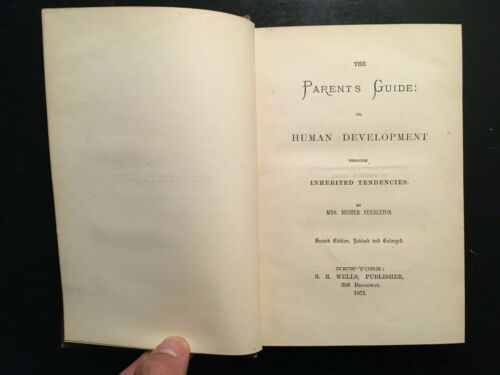 THE
PARENT'S GUIDE:
OR,
HUMAN DEVELOPMENT
THROUGH
INHERITED TENDENCIES.
BY
MRS. HESTER PENDLETON.
Second Edition, Revised and Enlarged.
NEW-YORK:
S. R. WELLS, PUBLISHER,
389 BROADWAY.
1871.